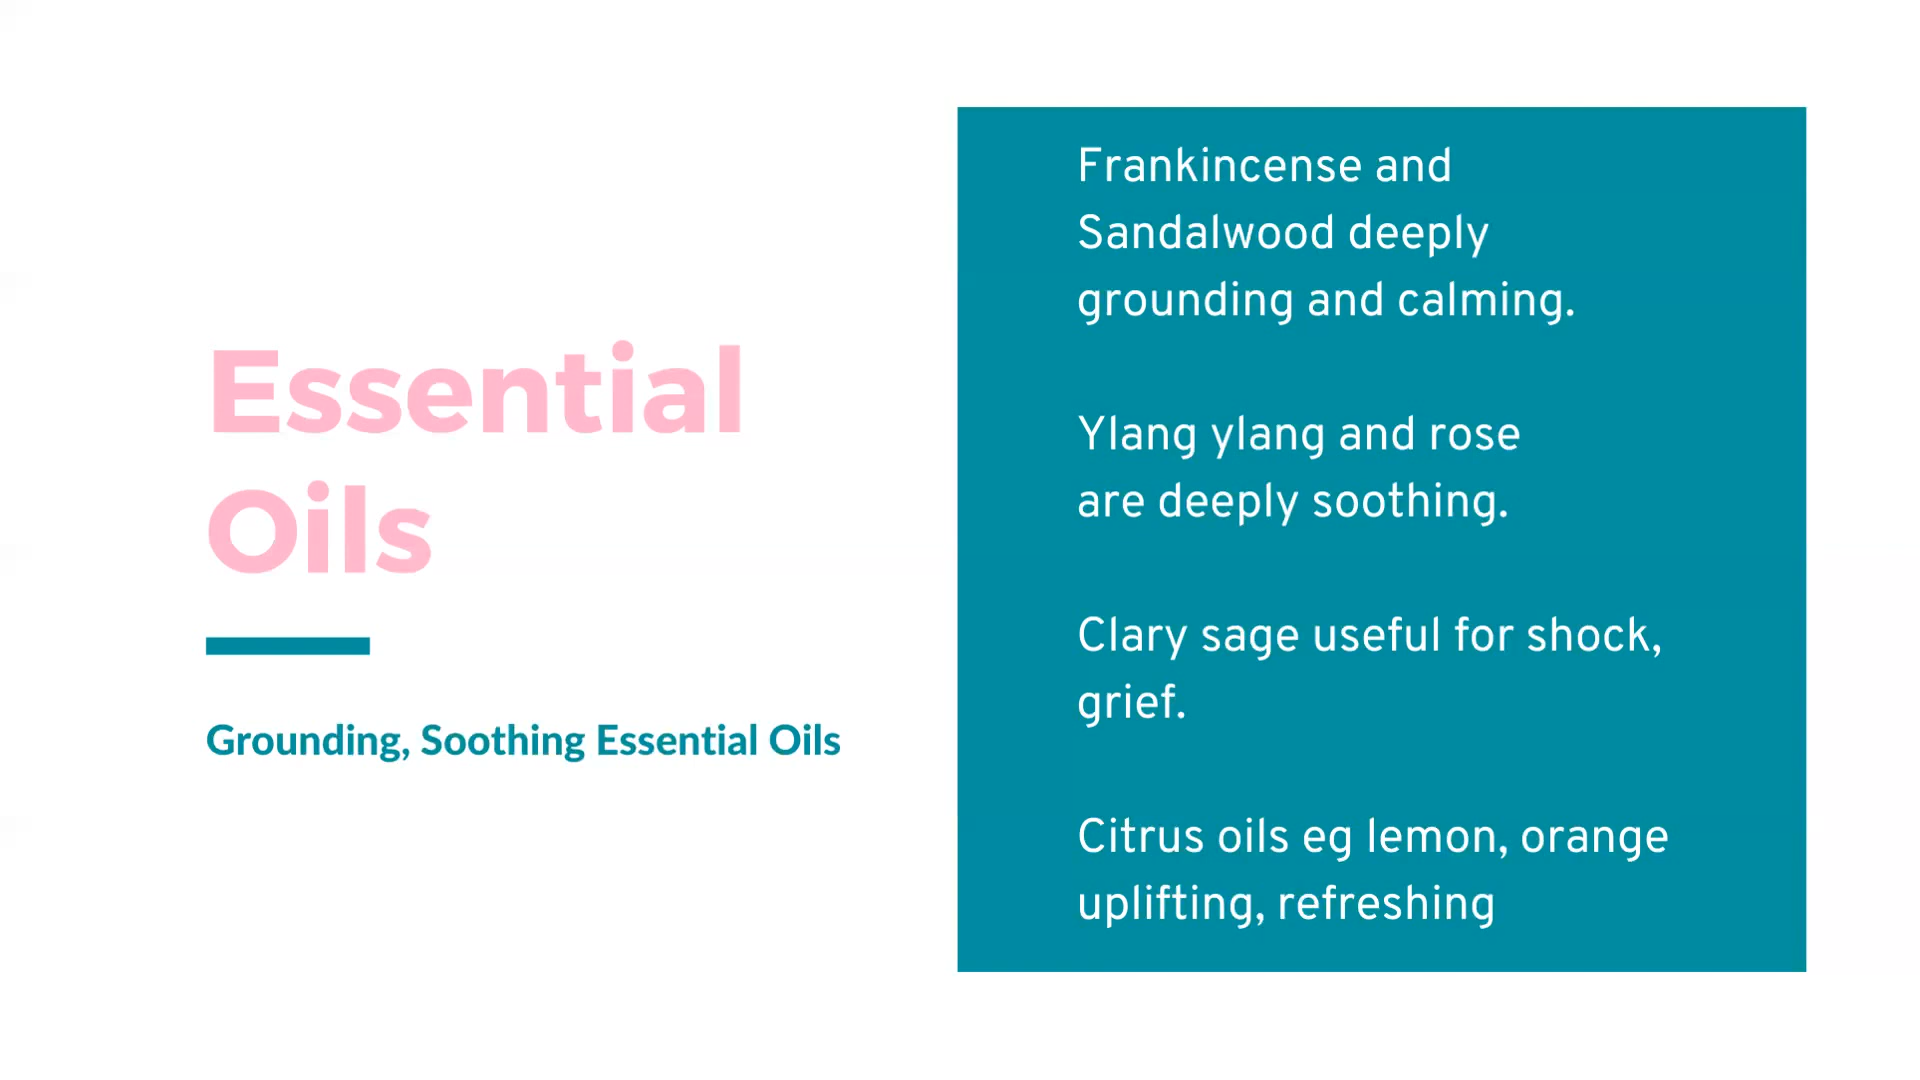 Essential
Oils
Grounding, Soothing Essential Oils
Frankincense and
Sandalwood deeply
grounding and calming.
Ylang ylang and rose
are deeply soothing.
Clary sage useful for shock,
grief.
Citrus oils eg lemon, orange
uplifting, refreshing